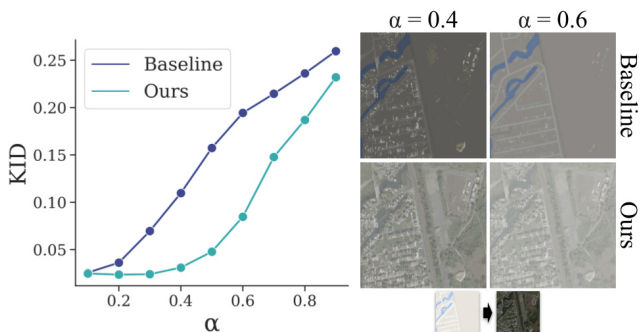 α = 0.4 α = 0.6
Baseline
Ours
0.25
0.20
0.15
0.10
0.05
KID
0.2 0.4 0.6 0.8
α
Baseline
Ours